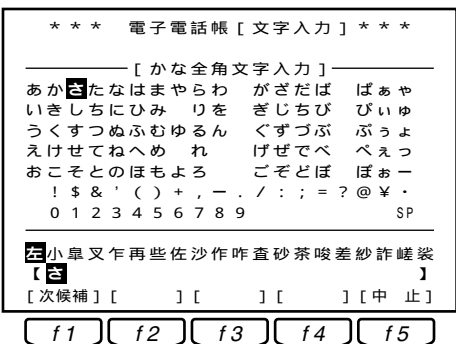 ＊＊＊ 電子電話帳［文字入力］＊＊＊
［かな全角文字入力］
あかさたなはまやらわ がざだば ぱぁゃ
いきしちにひみ りを ぎじちび ぴぃゅ
うくすつぬふむゆるん ぐずづぶ ぷぅょ
えけせてねへめ れ げぜでべ ぺぇっ
おこそとのほもよろ ごぞどぼ ぽぉー
！＄＆’（）＋，－．／：；＝？＠￥・
０１２３４５６７８９ SP
左小皐叉乍再些佐沙作咋査砂茶唆差紗詐嵯裟
【さ】
［次候補］［ ］［ ］［ ］［中 止］
f1 f2 f3 f4 f5